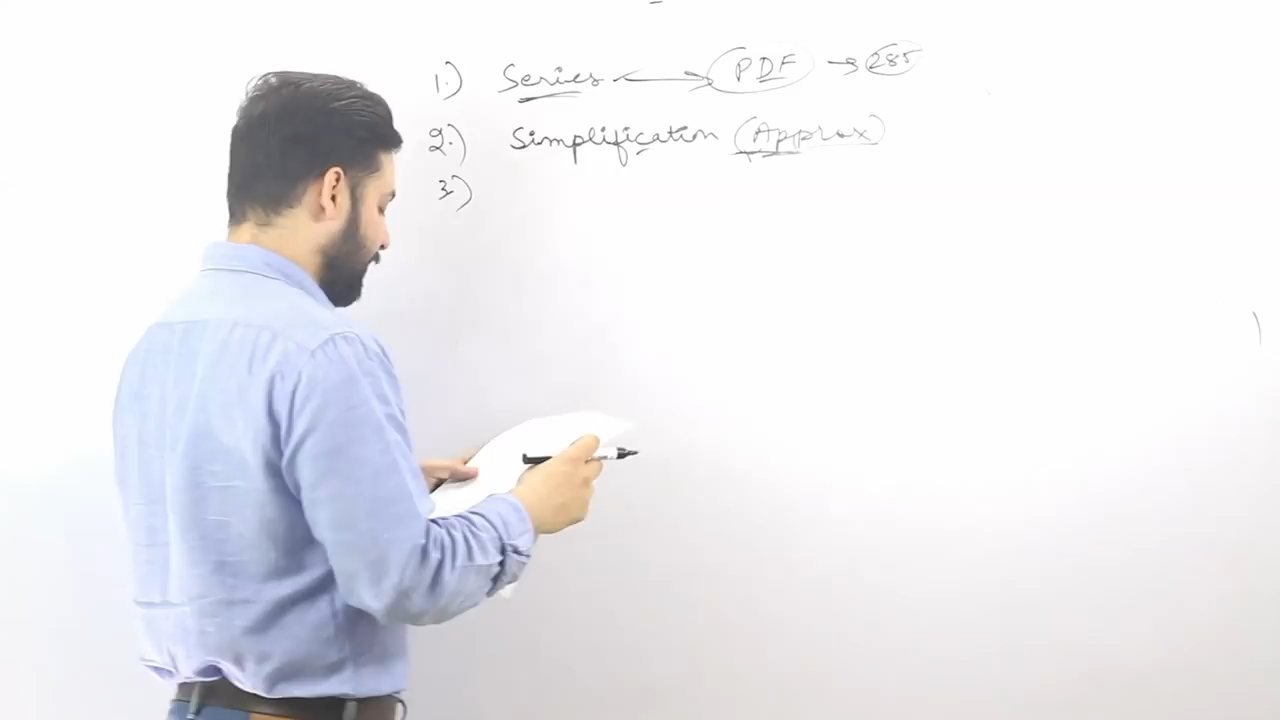 1.) Series → PDF → 285
2.) Simplification (Approx)
3.)